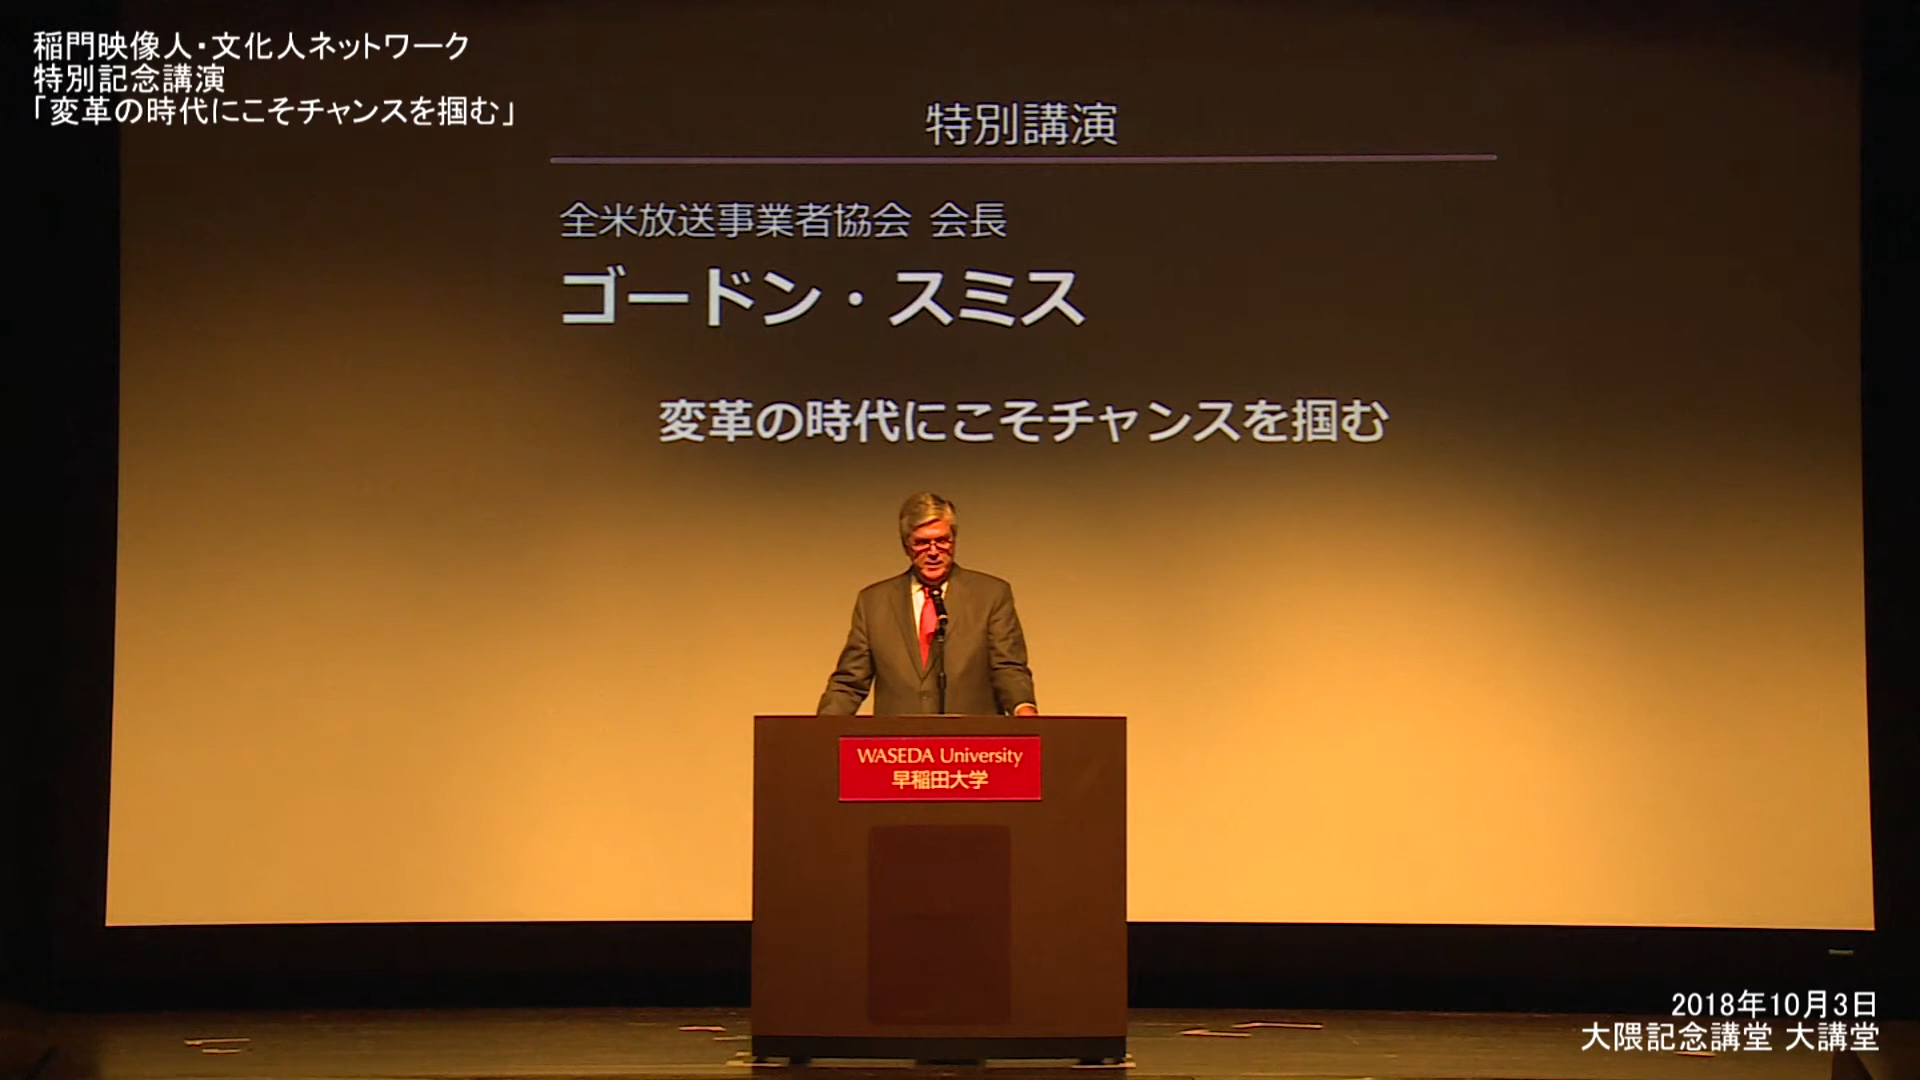 稲門映像人・文化人ネットワーク
特別記念講演
「変革の時代にこそチャンスを掴む」
特別講演
全米放送事業者協会 会長
ゴードン・スミス
変革の時代にこそチャンスを掴む
WASEDA University
早稲田大学
2018年10月3日
大隈記念講堂 大講堂